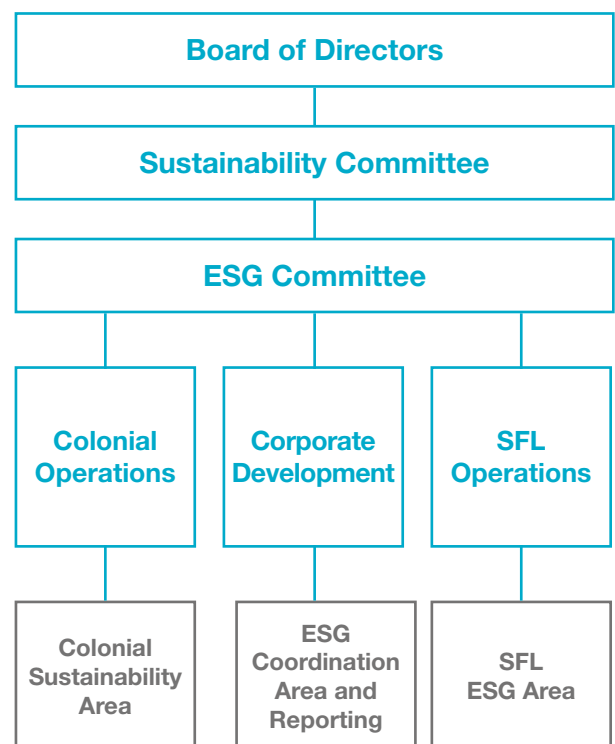 Board of Directors
Sustainability Committee
ESG Committee
Colonial
Operations
Corporate
Development
SFL
Operations
Colonial
Sustainability
Area
ESG
Coordination
Area and
Reporting
SFL
ESG Area